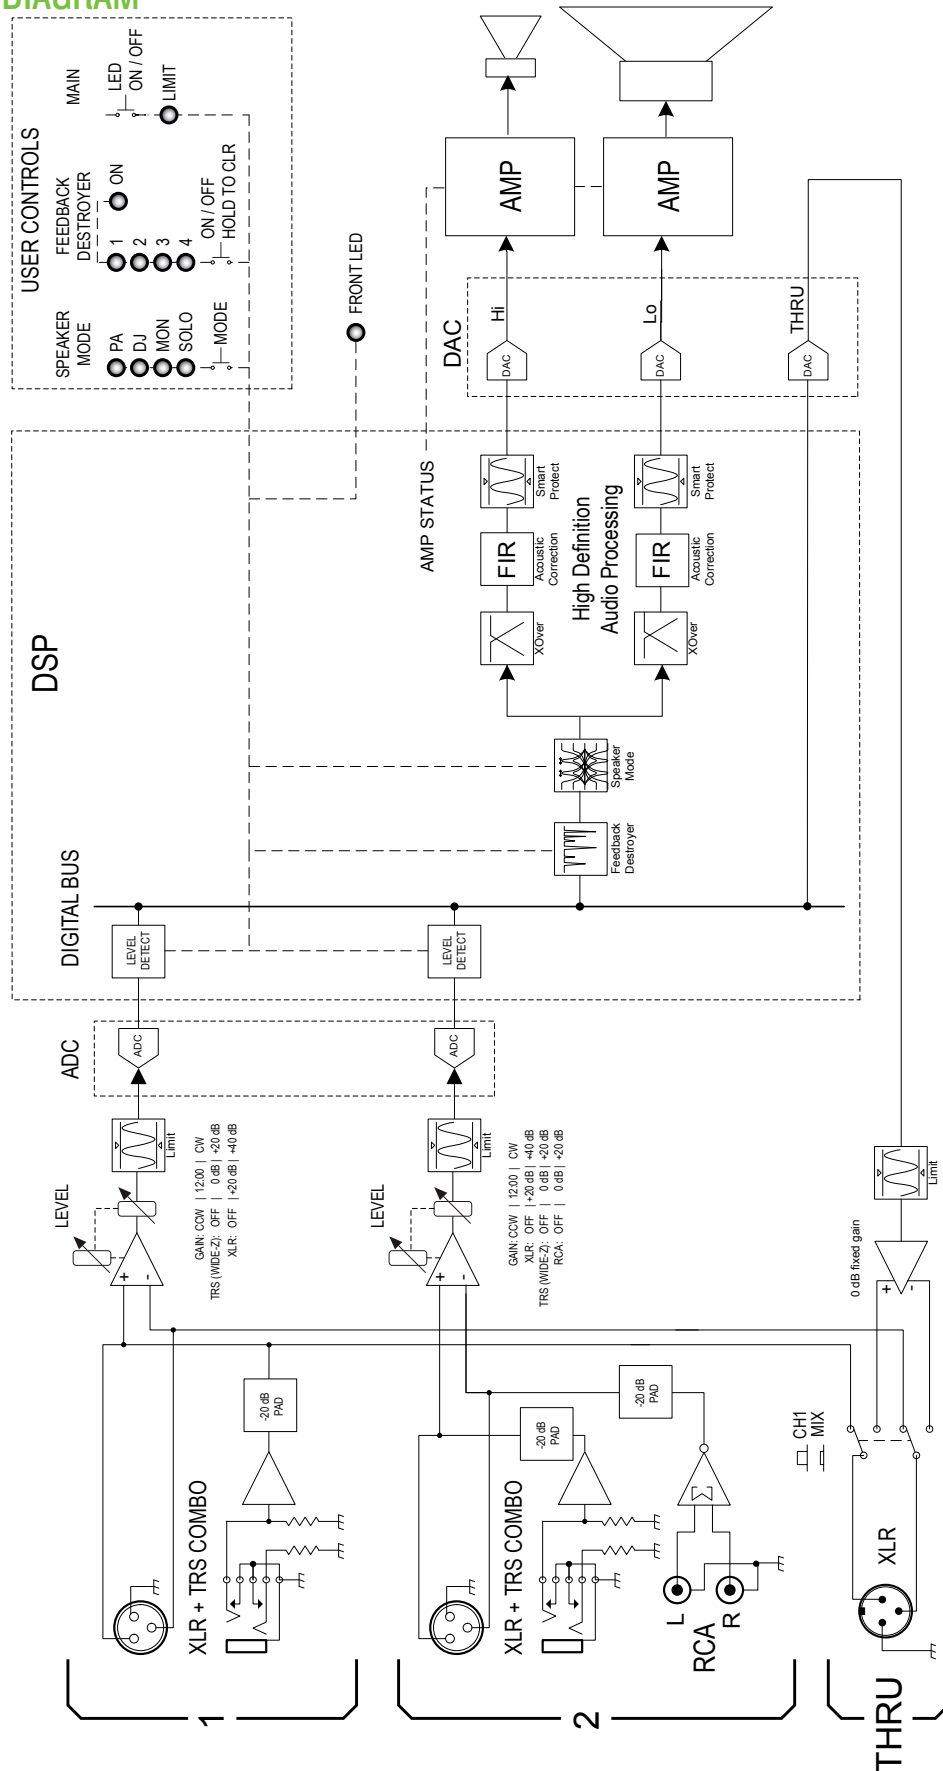 DIAGRAM
USER CONTROLS
SPEAKER
MODE
PA
DJ
MON
SOLO
MODE
FEEDBACK
DESTROYER
ON
1
2
3
4
ON / OFF
HOLD TO CLR
MAIN
LED
ON / OFF
LIMIT
FRONT LED
AMP
AMP
DAC
Hi
Lo
THRU
DAC
DAC
DAC
DSP
AMP STATUS
Smart
Protect
FIR
Acoustic
Correction
XOver
High Definition
Audio Processing
Smart
Protect
FIR
Acoustic
Correction
XOver
Speaker
Mode
Feedback
Destroyer
DIGITAL BUS
LEVEL
DETECT
LEVEL
DETECT
ADC
ADC
ADC
Limit
LEVEL
+
-
GAIN: CCW | 12:00 | CW
TRS (WIDE-Z): OFF | 0 dB | +20 dB
XLR: OFF | +20 dB | +40 dB
Limit
LEVEL
+
-
GAIN: CCW | 12:00 | CW
XLR: OFF | +20 dB | +40 dB
TRS (WIDE-Z): OFF | 0 dB | +20 dB
RCA: OFF | 0 dB | +20 dB
Limit
0 dB fixed gain
+
-
-20 dB
PAD
-20 dB
PAD
-20 dB
PAD
Σ
CH1
MIX
XLR + TRS COMBO
XLR + TRS COMBO
L
R
RCA
XLR
1
2
THRU